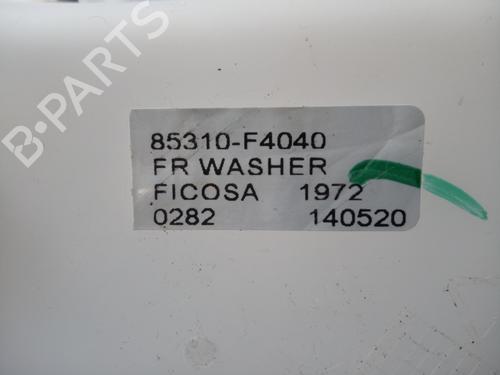 85310-F4040
FR WASHER
FICOSA 1972
0282 140520
B-PARTS